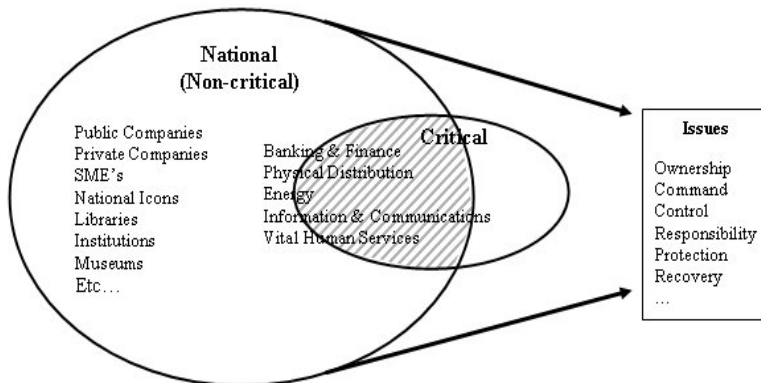 National
(Non-critical)
Public Companies
Private Companies
SME's
National Icons
Libraries
Institutions
Museums
Etc…
Critical
Banking & Finance
Physical Distribution
Energy
Information & Communications
Vital Human Services
Issues
Ownership
Command
Control
Responsibility
Protection
Recovery
…